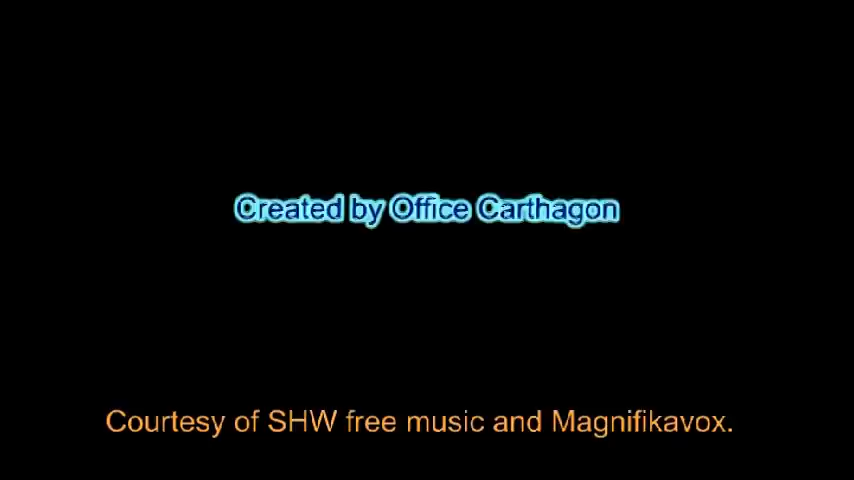 Created by Office Carthagon
Courtesy of SHW free music and Magnifikavox.